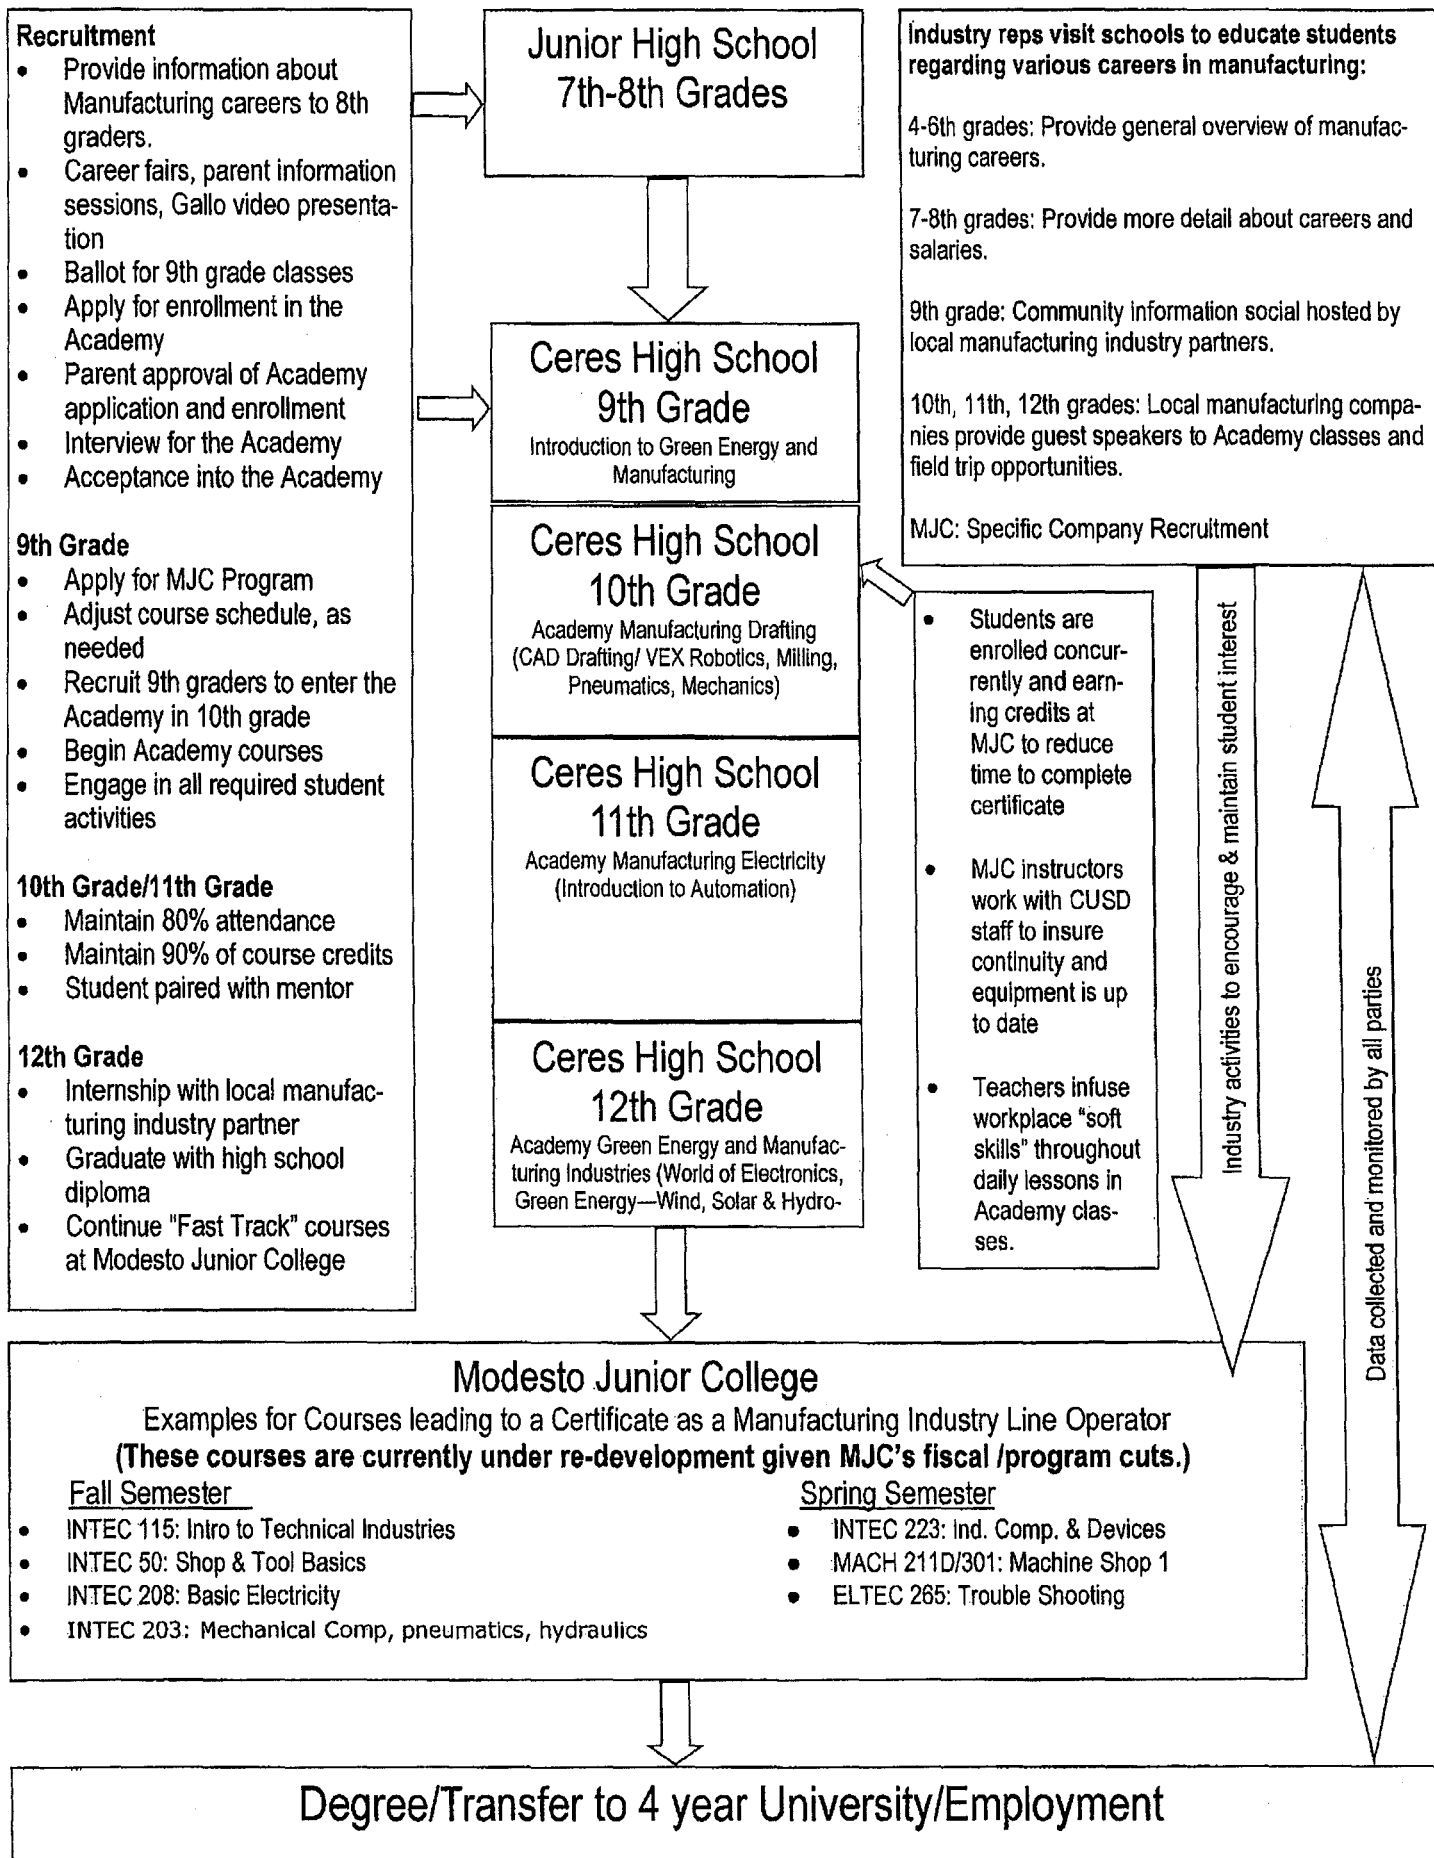 Recruitment
• Provide information about
Manufacturing careers to 8th
graders.
• Career fairs, parent information
sessions, Gallo video presenta-
tion
• Ballot for 9th grade classes
• Apply for enrollment in the
Academy
• Parent approval of Academy
application and enrollment
• Interview for the Academy
• Acceptance into the Academy
9th Grade
• Apply for MJC Program
• Adjust course schedule, as
needed
• Recruit 9th graders to enter the
Academy in 10th grade
• Begin Academy courses
• Engage in all required student
activities
10th Grade/11th Grade
• Maintain 80% attendance
• Maintain 90% of course credits
• Student paired with mentor
12th Grade
• Internship with local manufac-
turing industry partner
• Graduate with high school
diploma
• Continue "Fast Track" courses
at Modesto Junior College
Junior High School
7th-8th Grades
Ceres High School
9th Grade
Introduction to Green Energy and
Manufacturing
Ceres High School
10th Grade
Academy Manufacturing Drafting
(CAD Drafting/ VEX Robotics, Milling,
Pneumatics, Mechanics)
Ceres High School
11th Grade
Academy Manufacturing Electricity
(Introduction to Automation)
Ceres High School
12th Grade
Academy Green Energy and Manufac-
turing Industries (World of Electronics,
Green Energy—Wind, Solar & Hydro-
Industry reps visit schools to educate students
regarding various careers in manufacturing:
4-6th grades: Provide general overview of manufac-
turing careers.
7-8th grades: Provide more detail about careers and
salaries.
9th grade: Community information social hosted by
local manufacturing industry partners.
10th, 11th, 12th grades: Local manufacturing compa-
nies provide guest speakers to Academy classes and
field trip opportunities.
MJC: Specific Company Recruitment
• Students are
enrolled concur-
rently and earn-
ing credits at
MJC to reduce
time to complete
certificate
• MJC instructors
work with CUSD
staff to insure
continuity and
equipment is up
to date
• Teachers infuse
workplace "soft
skills" throughout
daily lessons in
Academy clas-
ses.
Industry activities to encourage & maintain student interest
Data collected and monitored by all parties
Modesto Junior College
Examples for Courses leading to a Certificate as a Manufacturing Industry Line Operator
(These courses are currently under re-development given MJC's fiscal /program cuts.)
Fall Semester
• INTEC 115: Intro to Technical Industries
• INTEC 50: Shop & Tool Basics
• INTEC 208: Basic Electricity
• INTEC 203: Mechanical Comp, pneumatics, hydraulics
Spring Semester
• INTEC 223: Ind. Comp. & Devices
• MACH 211D/301: Machine Shop 1
• ELTEC 265: Trouble Shooting
Degree/Transfer to 4 year University/Employment